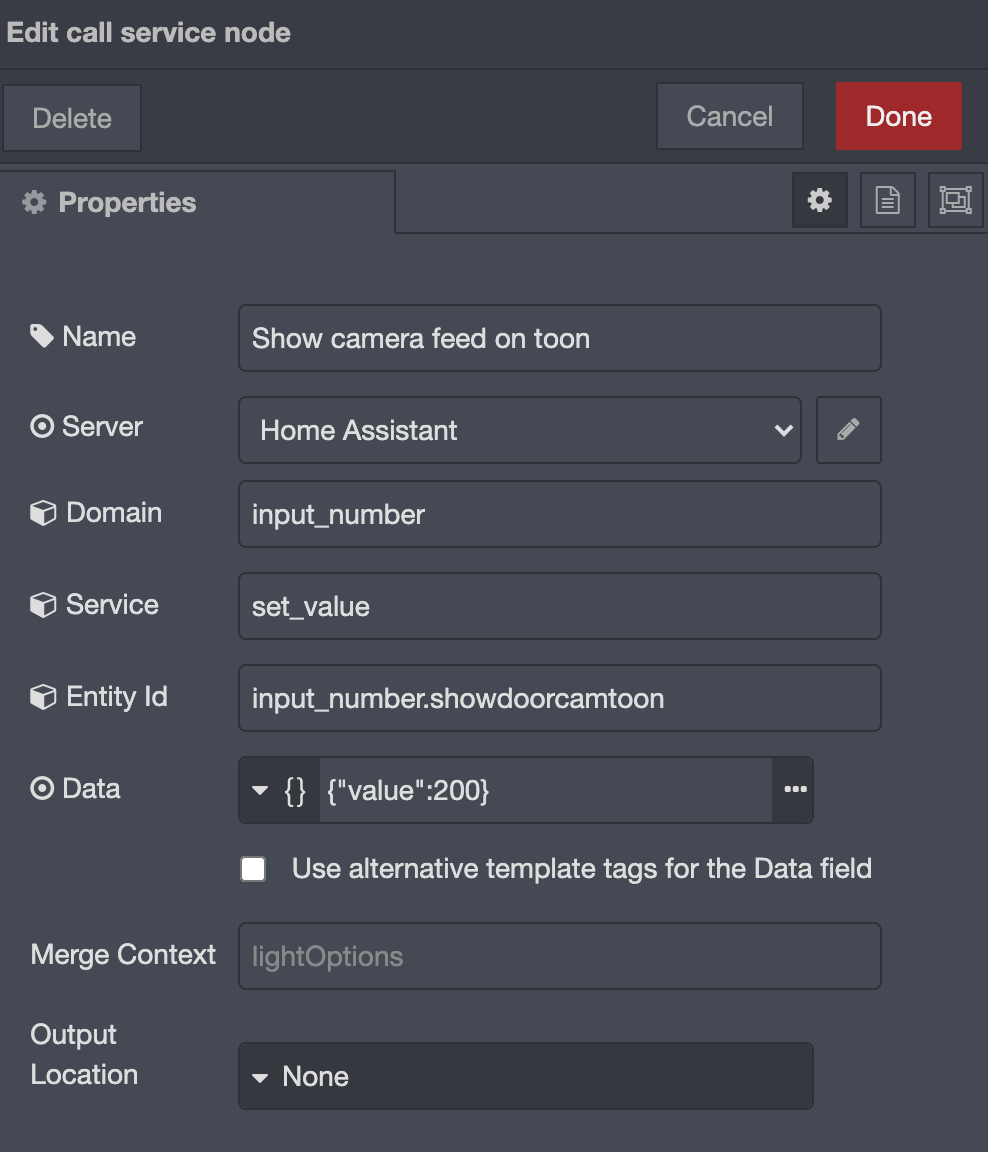 Edit call service node
Delete
Cancel
Done
Properties
Name
Show camera feed on toon
Server
Home Assistant
Domain
input_number
Service
set_value
Entity Id
input_number.showdoorcamtoon
Data
{}
{"value":200}
Use alternative template tags for the Data field
Merge Context
lightOptions
Output
Location
None